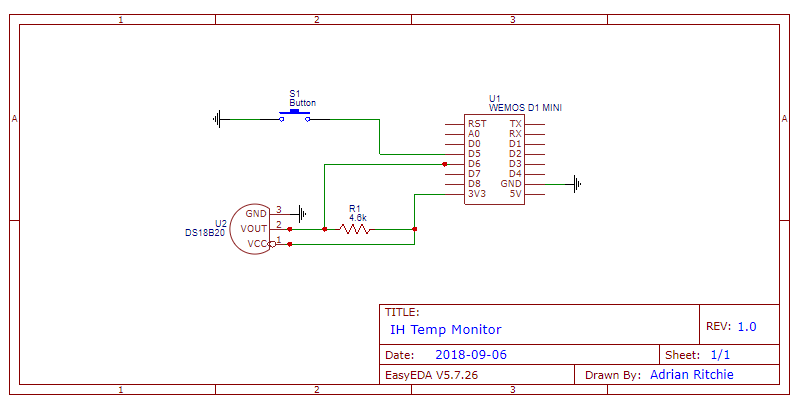 1 2 3
A A
S1
Button
U1
WEMOS D1 MINI
RST TX
A0 RX
D0 D1
D5 D2
D6 D3
D7 D4
D8 GND
3V3 5V
U2
DS18B20
GND 3
VOUT 2
VCC 1
R1
4.6k
TITLE:
IH Temp Monitor
REV: 1.0
Date: 2018-09-06
Sheet: 1/1
EasyEDA V5.7.26
Drawn By: Adrian Ritchie
1 2 3